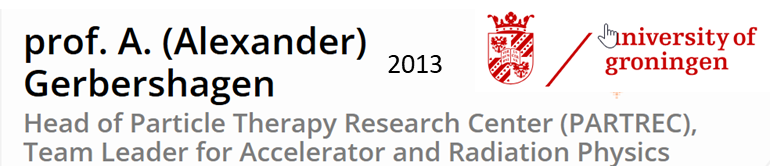 prof. A. (Alexander)
Gerbershagen
2013
university of
groningen
Head of Particle Therapy Research Center (PARTREC),
Team Leader for Accelerator and Radiation Physics